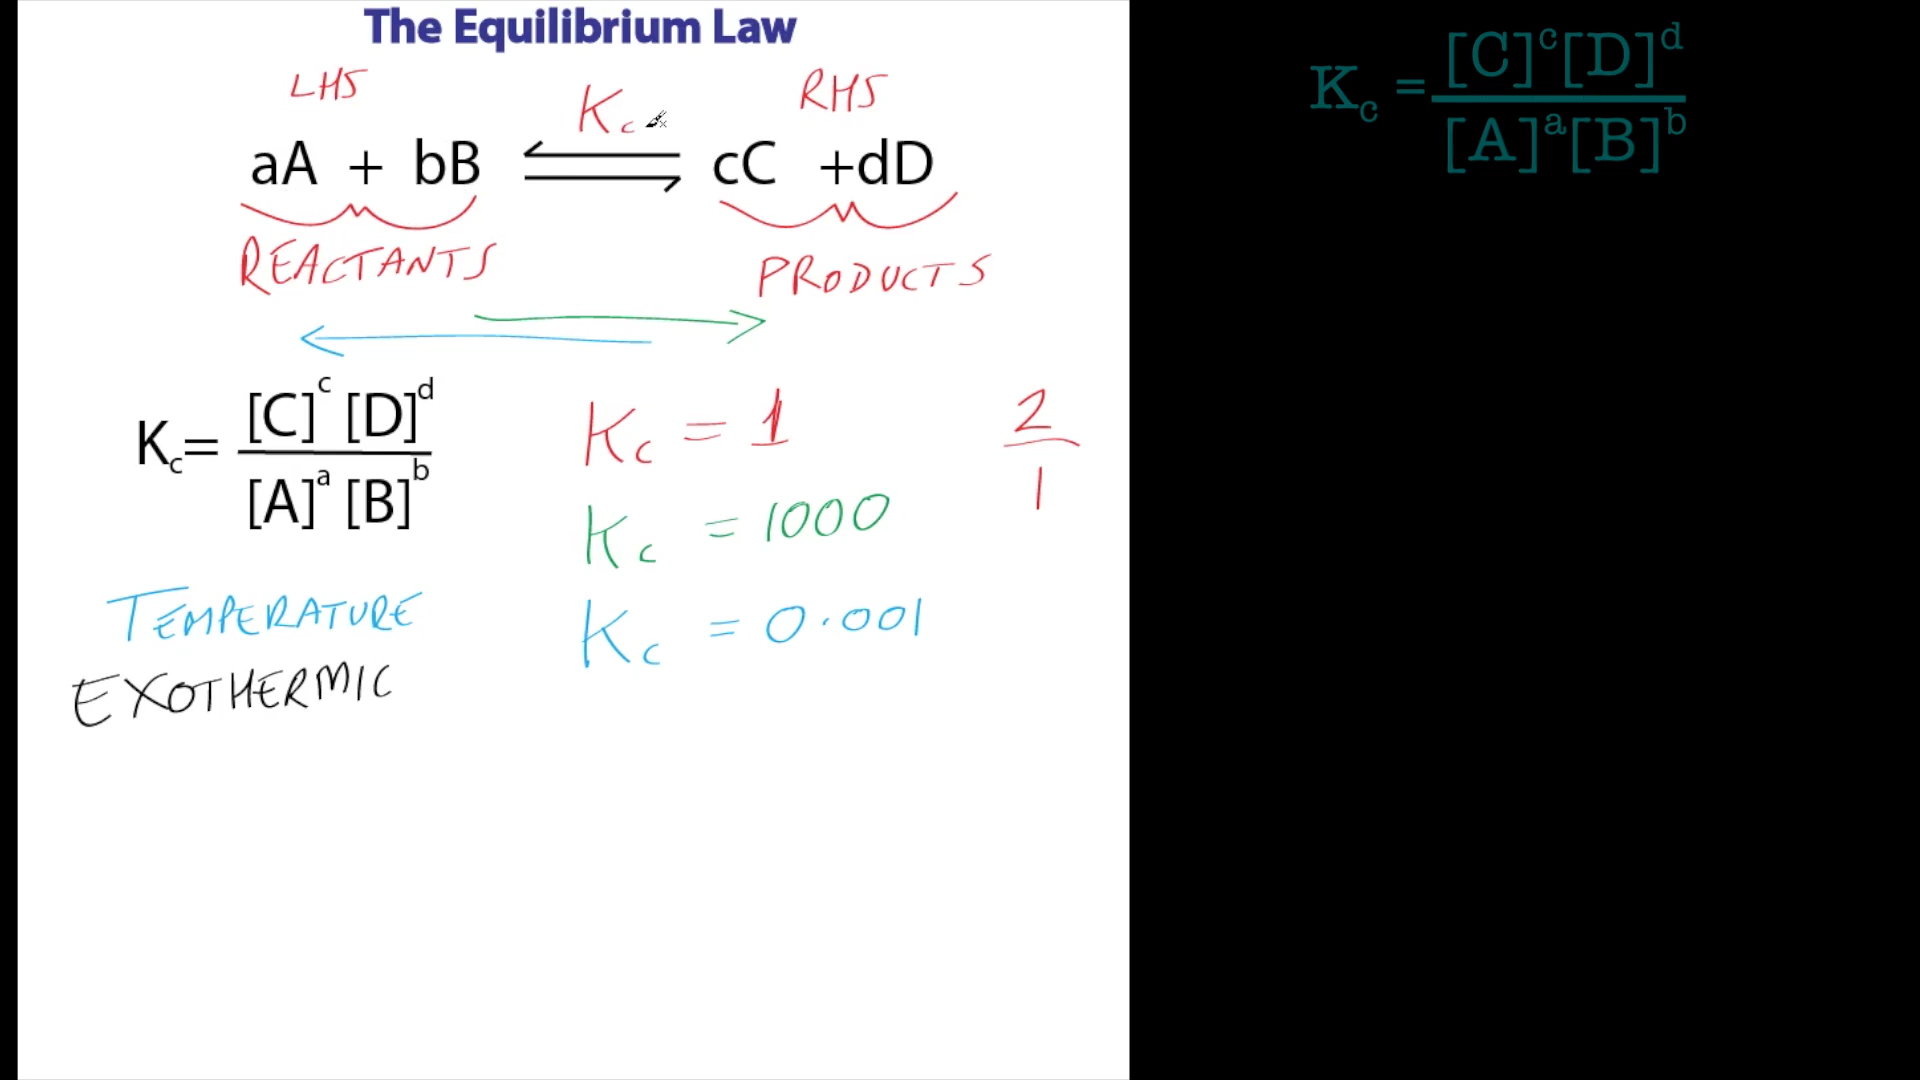 The Equilibrium Law
LHS Kc RHS
aA + bB ⇌ cC +dD
REACTANTS PRODUCTS
Kc= [C]^c [D]^d / [A]^a [B]^b
Kc = 1
2/1
Kc = 1000
Kc = 0.001
TEMPERATURE
EXOTHERMIC
Kc = [C]^c[D]^d / [A]^a[B]^b